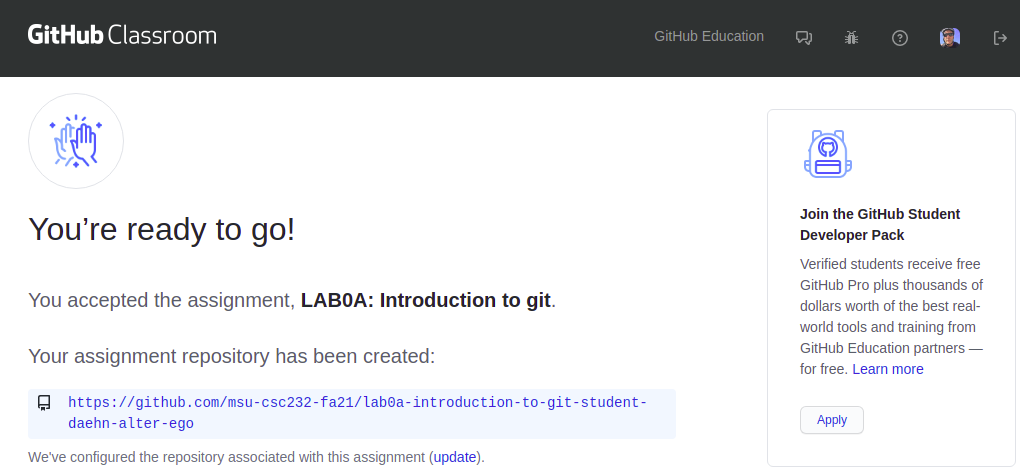 GitHub Classroom
GitHub Education
You’re ready to go!
You accepted the assignment, LAB0A: Introduction to git.
Your assignment repository has been created:
https://github.com/msu-csc232-fa21/lab0a-introduction-to-git-student-
daehn-alter-ego
We've configured the repository associated with this assignment (update).
Join the GitHub Student
Developer Pack
Verified students receive free
GitHub Pro plus thousands of
dollars worth of the best real-
world tools and training from
GitHub Education partners —
for free. Learn more
Apply